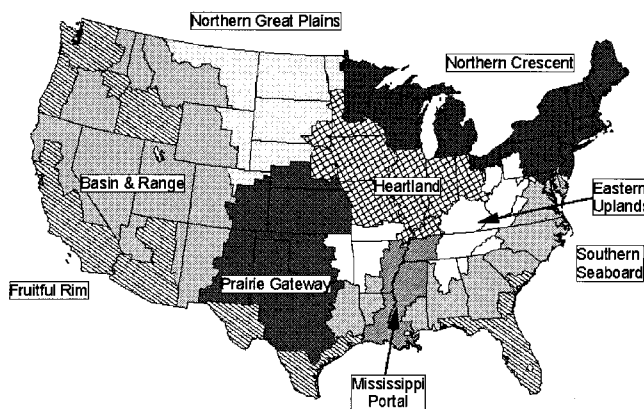 Northern Great Plains
Northern Crescent
Basin & Range
Heartland
Eastern
Uplands
Fruitful Rim
Prairie Gateway
Southern
Seaboard
Mississippi
Portal